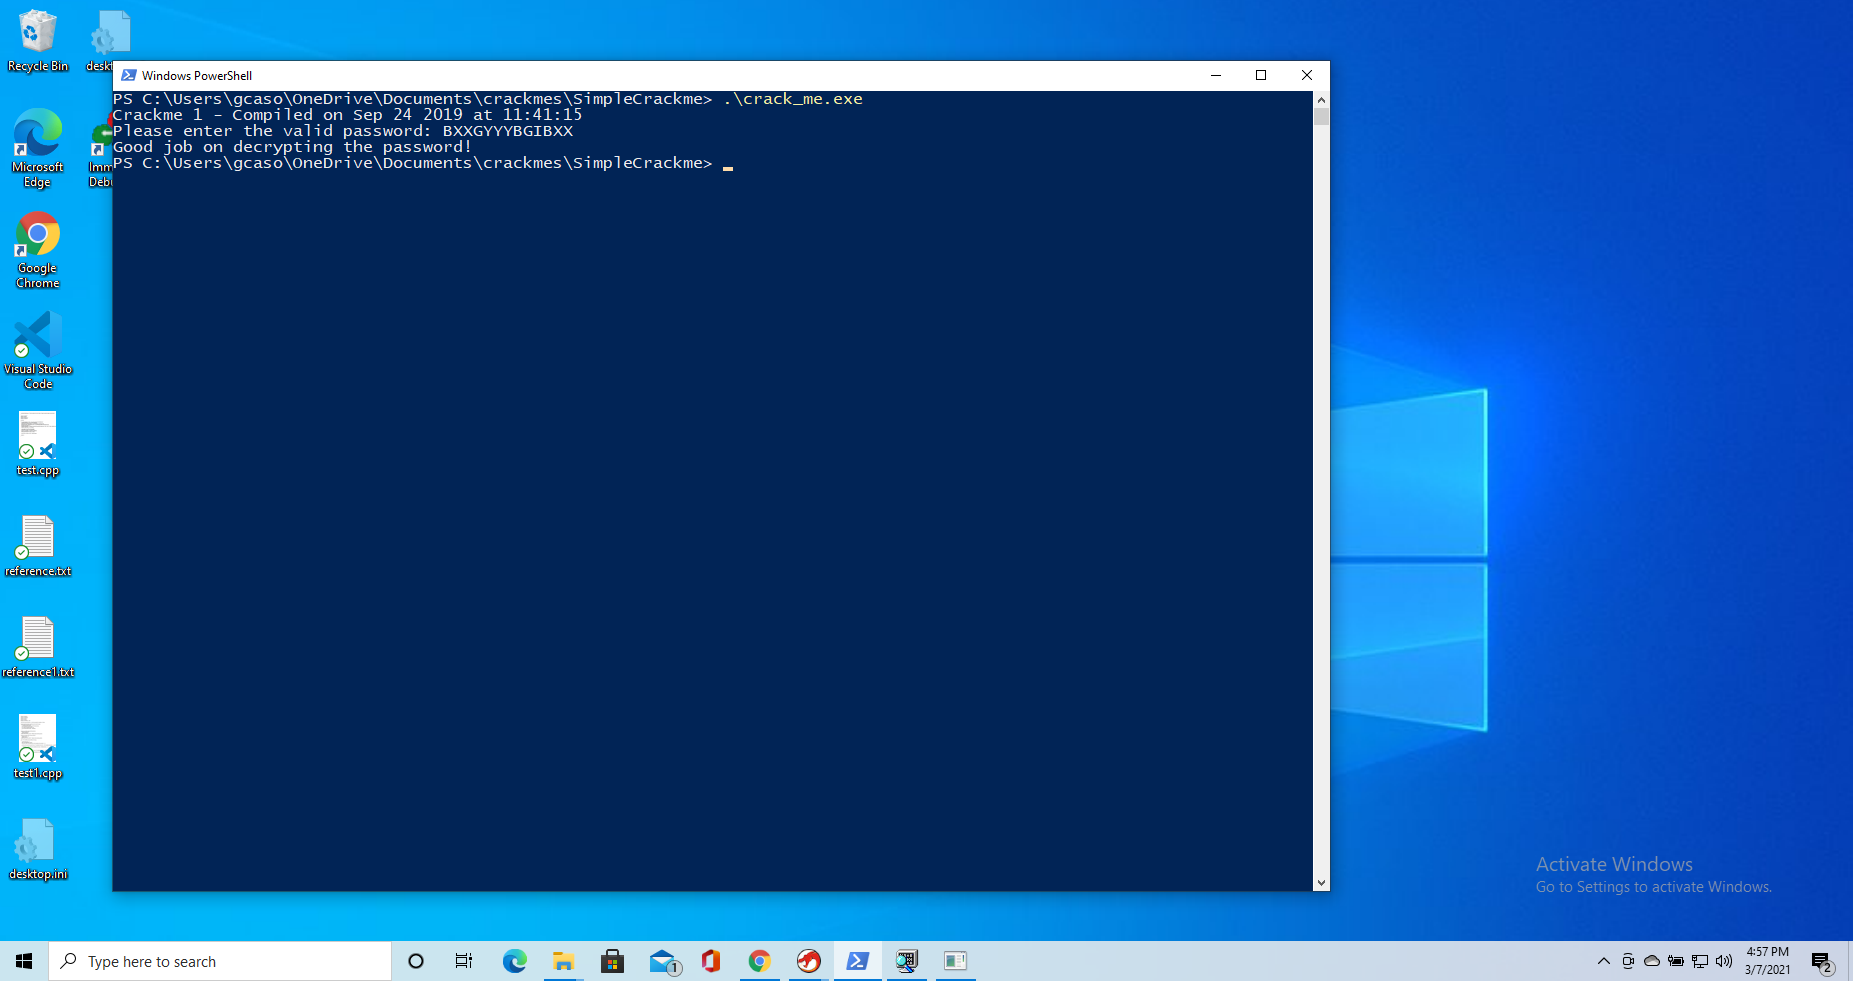 Recycle Bin
Microsoft
Edge
Google
Chrome
Visual Studio
Code
test.cpp
reference.txt
reference1.txt
test1.cpp
desktop.ini
Windows PowerShell
PS C:\Users\gcaso\OneDrive\Documents\crackmes\SimpleCrackme> .\crack_me.exe
Crackme 1 - Compiled on Sep 24 2019 at 11:41:15
Please enter the valid password: BXXGYYYBGIBXX
Good job on decrypting the password!
PS C:\Users\gcaso\OneDrive\Documents\crackmes\SimpleCrackme>
Activate Windows
Go to Settings to activate Windows.
Type here to search
1
4:57 PM
3/7/2021
2